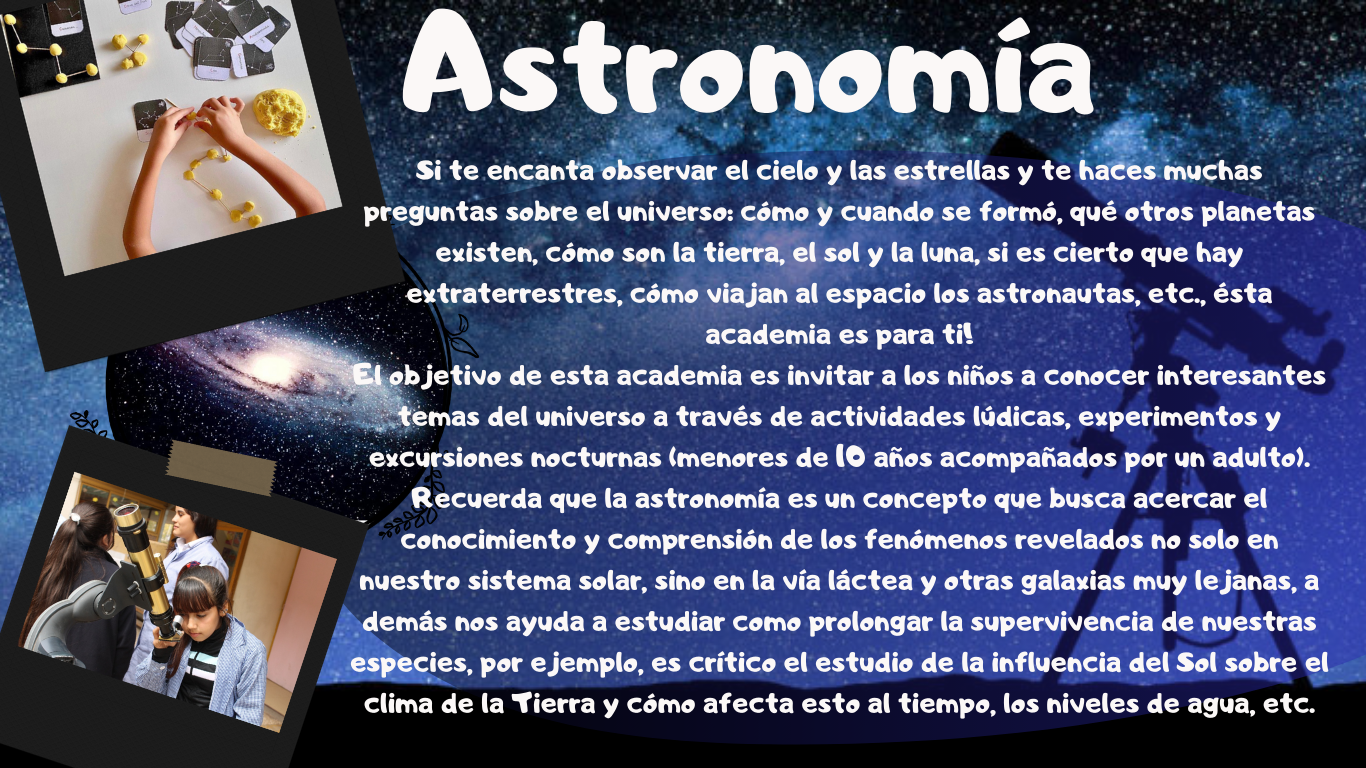 Astronomía
Si te encanta observar el cielo y las estrellas y te haces muchas
preguntas sobre el universo: cómo y cuando se formó, qué otros planetas
existen, cómo son la tierra, el sol y la luna, si es cierto que hay
extraterrestres, cómo viajan al espacio los astronautas, etc., ésta
academia es para ti!
El objetivo de esta academia es invitar a los niños a conocer interesantes
temas del universo a través de actividades lúdicas, experimentos y
excursiones nocturnas (menores de 10 años acompañados por un adulto).
Recuerda que la astronomía es un concepto que busca acercar el
conocimiento y comprensión de los fenómenos revelados no solo en
nuestro sistema solar, sino en la vía láctea y otras galaxias muy lejanas, a
demás nos ayuda a estudiar como prolongar la supervivencia de nuestras
especies, por ejemplo, es crítico el estudio de la influencia del Sol sobre el
clima de la Tierra y cómo afecta esto al tiempo, los niveles de agua, etc.